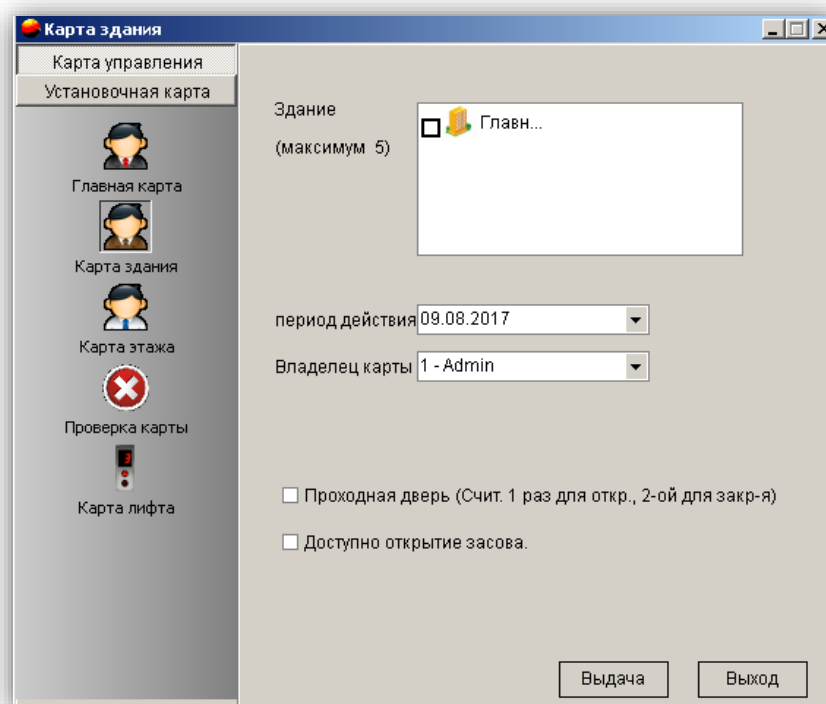 Карта здания
Карта управления
Установочная карта
Главная карта
Карта здания
Карта этажа
Проверка карты
3
Карта лифта
Здание
(максимум 5)
Главн...
период действия 09.08.2017
Владелец карты 1 - Admin
Проходная дверь (Счит. 1 раз для откр., 2-ой для закр-я)
Доступно открытие засова.
Выдача Выход